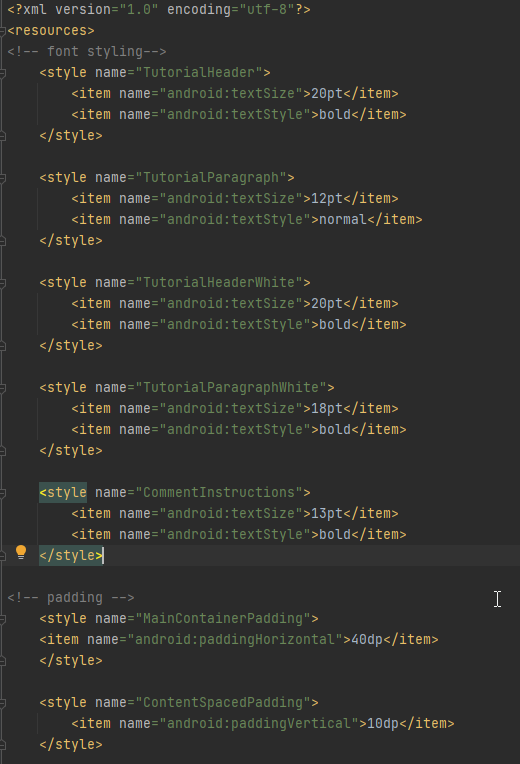 <?xml version="1.0" encoding="utf-8"?>
<resources>
<!-- font styling-->
    <style name="TutorialHeader">
        <item name="android:textSize">20pt</item>
        <item name="android:textStyle">bold</item>
    </style>

    <style name="TutorialParagraph">
        <item name="android:textSize">12pt</item>
        <item name="android:textStyle">normal</item>
    </style>

    <style name="TutorialHeaderWhite">
        <item name="android:textSize">20pt</item>
        <item name="android:textStyle">bold</item>
    </style>

    <style name="TutorialParagraphWhite">
        <item name="android:textSize">18pt</item>
        <item name="android:textStyle">bold</item>
    </style>

    <style name="CommentInstructions">
        <item name="android:textSize">13pt</item>
        <item name="android:textStyle">bold</item>
    </style>

<!-- padding -->
    <style name="MainContainerPadding">
    <item name="android:paddingHorizontal">40dp</item>
    </style>

    <style name="ContentSpacedPadding">
        <item name="android:paddingVertical">10dp</item>
    </style>